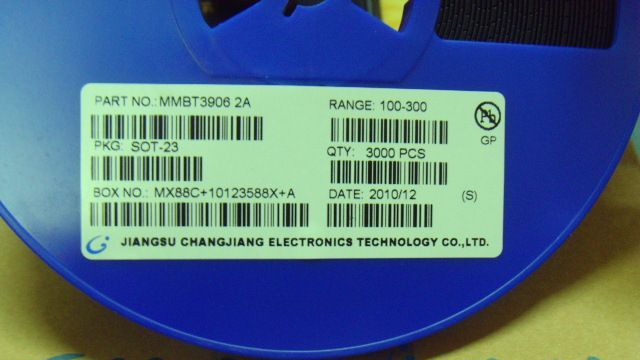 PART NO.: MMBT3906 2A
RANGE: 100-300
Pb
GP
PKG: SOT-23
QTY: 3000 PCS
BOX NO.: MX88C+10123588X+A
DATE: 2010/12
(S)
JIANGSU CHANGJIANG ELECTRONICS TECHNOLOGY CO.,LTD.